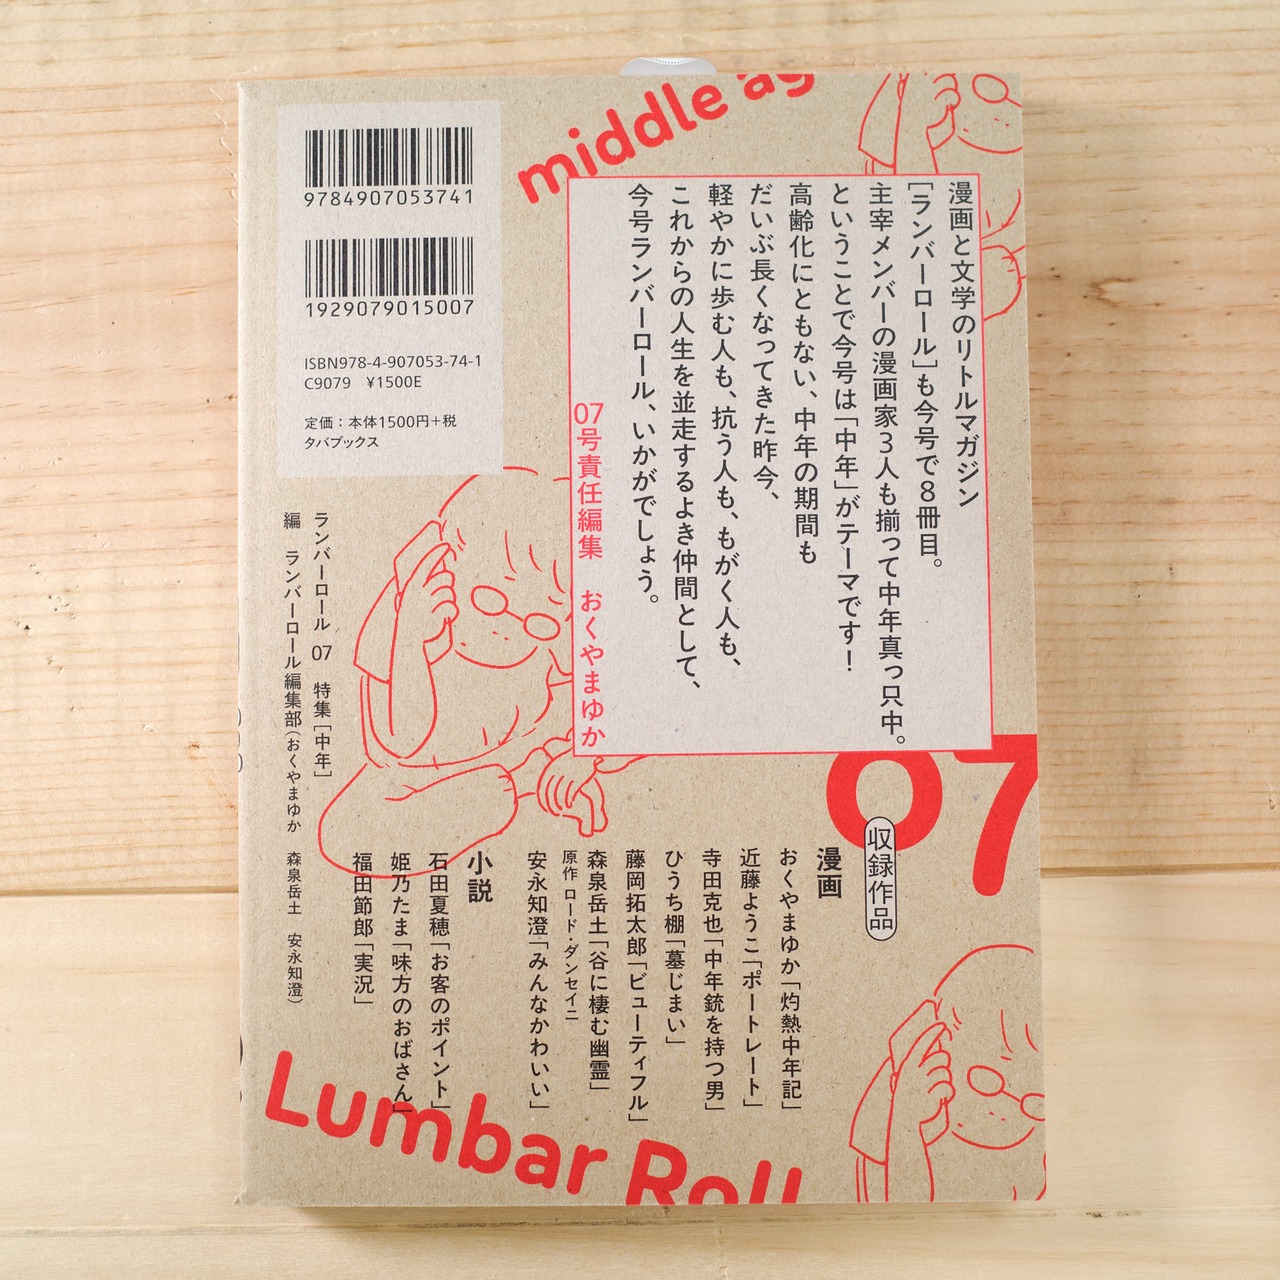 middle ag
漫画と文学のリトルマガジン
[ランバーロール]も今号で8冊目。
主宰メンバーの漫画家3人も揃って中年真っ只中。
ということで今号は「中年」がテーマです！
高齢化にともない、中年の期間も
だいぶ長くなってきた昨今、
軽やかに歩む人も、抗う人も、もがく人も、
これからの人生を並走するよき仲間として、
今号ランバーロール、いかがでしょう。
07号責任編集　おくやまゆか
9784907053741
1929079015007
ISBN978-4-907053-74-1
C9079　¥1500E
定価：本体1500円＋税
タバブックス
ランバーロール 07　特集［中年］
編　ランバーロール編集部（おくやまゆか　森泉岳土　安永知澄）
07
収録作品
漫画
おくやまゆか「灼熱中年記」
近藤ようこ「ポートレート」
寺田克也「中年銃を持つ男」
ひうち棚「墓じまい」
藤岡拓太郎「ビューティフル」
森泉岳土「谷に棲む幽霊」
原作 ロード・ダンセイニ
安永知澄「みんなかわいい」
小説
石田夏穂「お客のポイント」
姫乃たま「味方のおばさん」
福田節郎「実況」
Lumbar Roll